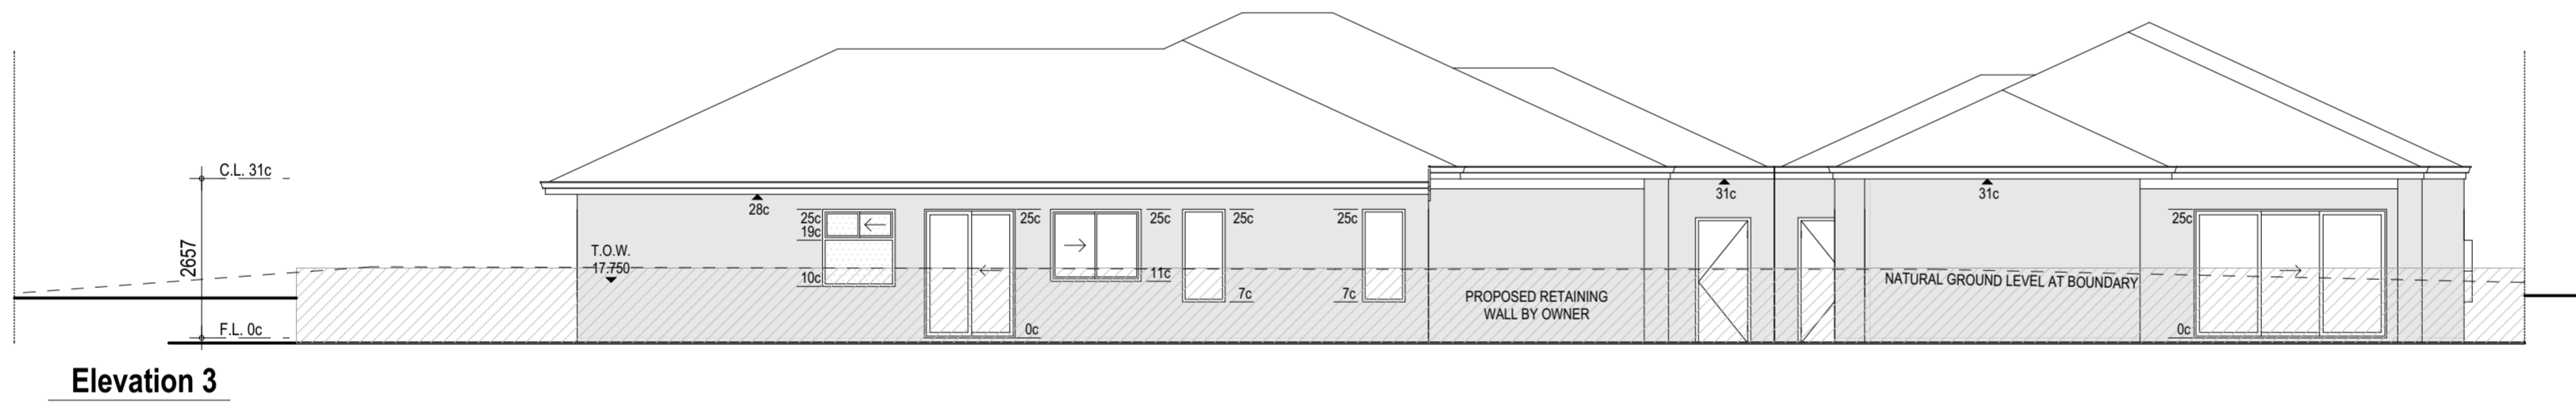 C.L. 31c
2657
F.L. 0c
T.O.W.
17.750
28c
25c
19c
10c
25c
0c
25c
11c
25c
7c
25c
7c
PROPOSED RETAINING
WALL BY OWNER
31c
31c
NATURAL GROUND LEVEL AT BOUNDARY
25c
0c
Elevation 3